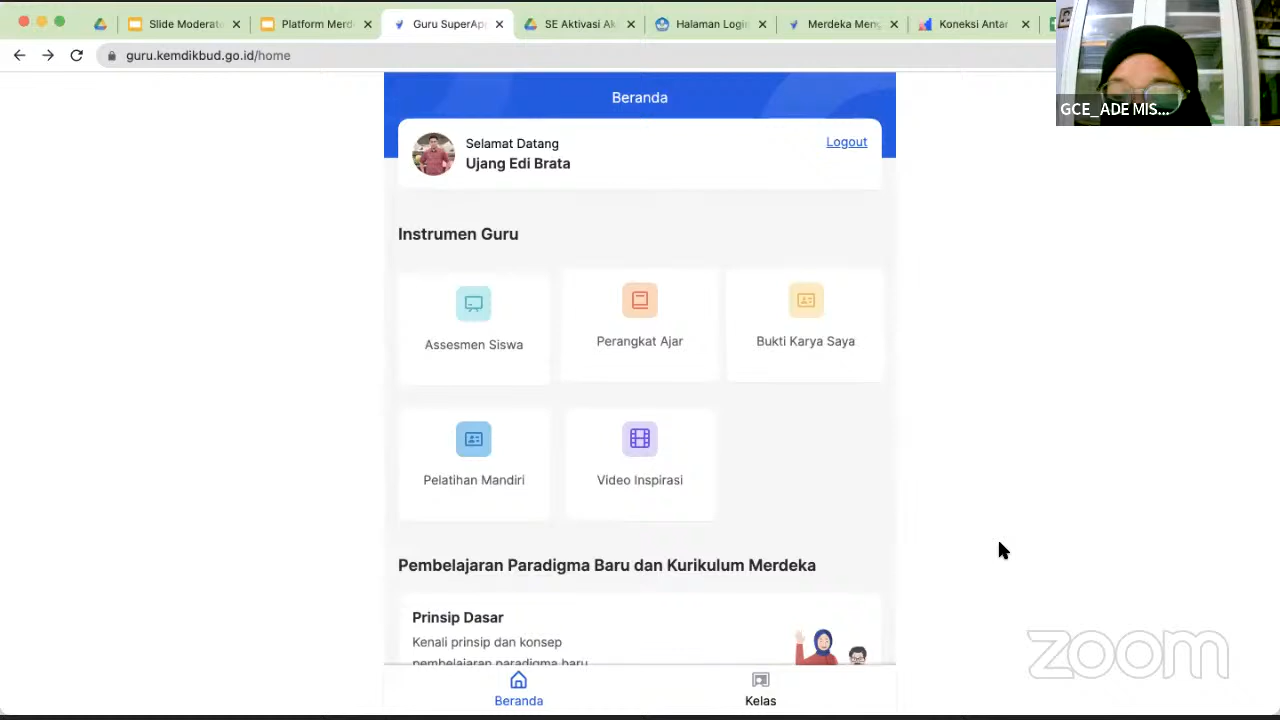 Slide Moderat
Platform Merd
Guru SuperAp
SE Aktivasi Ak
Halaman Login
Merdeka Meng
Koneksi Antar
guru.kemdikbud.go.id/home
GCE_ADE MIS...
Beranda
Selamat Datang
Logout
Ujang Edi Brata
Instrumen Guru
Assesmen Siswa
Perangkat Ajar
Bukti Karya Saya
Pelatihan Mandiri
Video Inspirasi
Pembelajaran Paradigma Baru dan Kurikulum Merdeka
Prinsip Dasar
Kenali prinsip dan konsep
pembelajaran paradigma baru
Beranda
Kelas
zoom